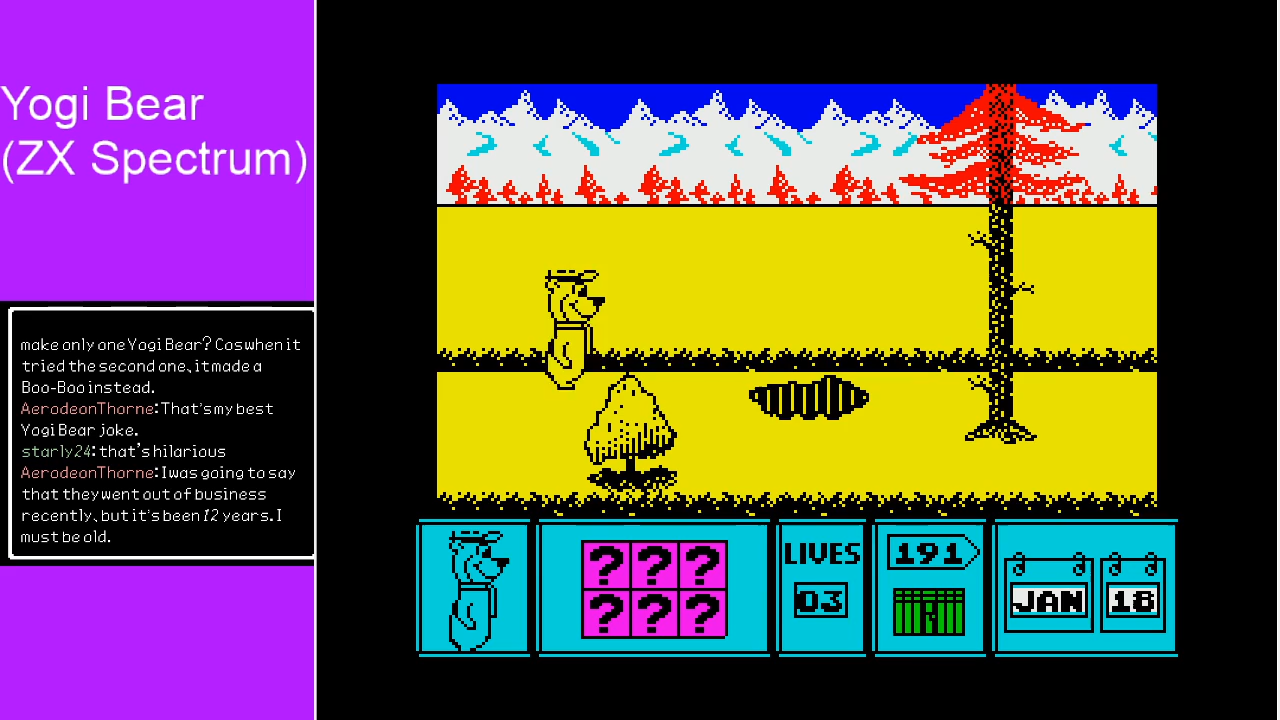 Yogi Bear
(ZX Spectrum)
make only one Yogi Bear? Cos when it
tried the second one, it made a
Boo-Boo instead.
AerodeonThorne: That's my best
Yogi Bear joke.
starly24: that's hilarious
AerodeonThorne: I was going to say
that they went out of business
recently, but it's been 12 years. I
must be old.
???
???
LIVES
03
191
JAN 18